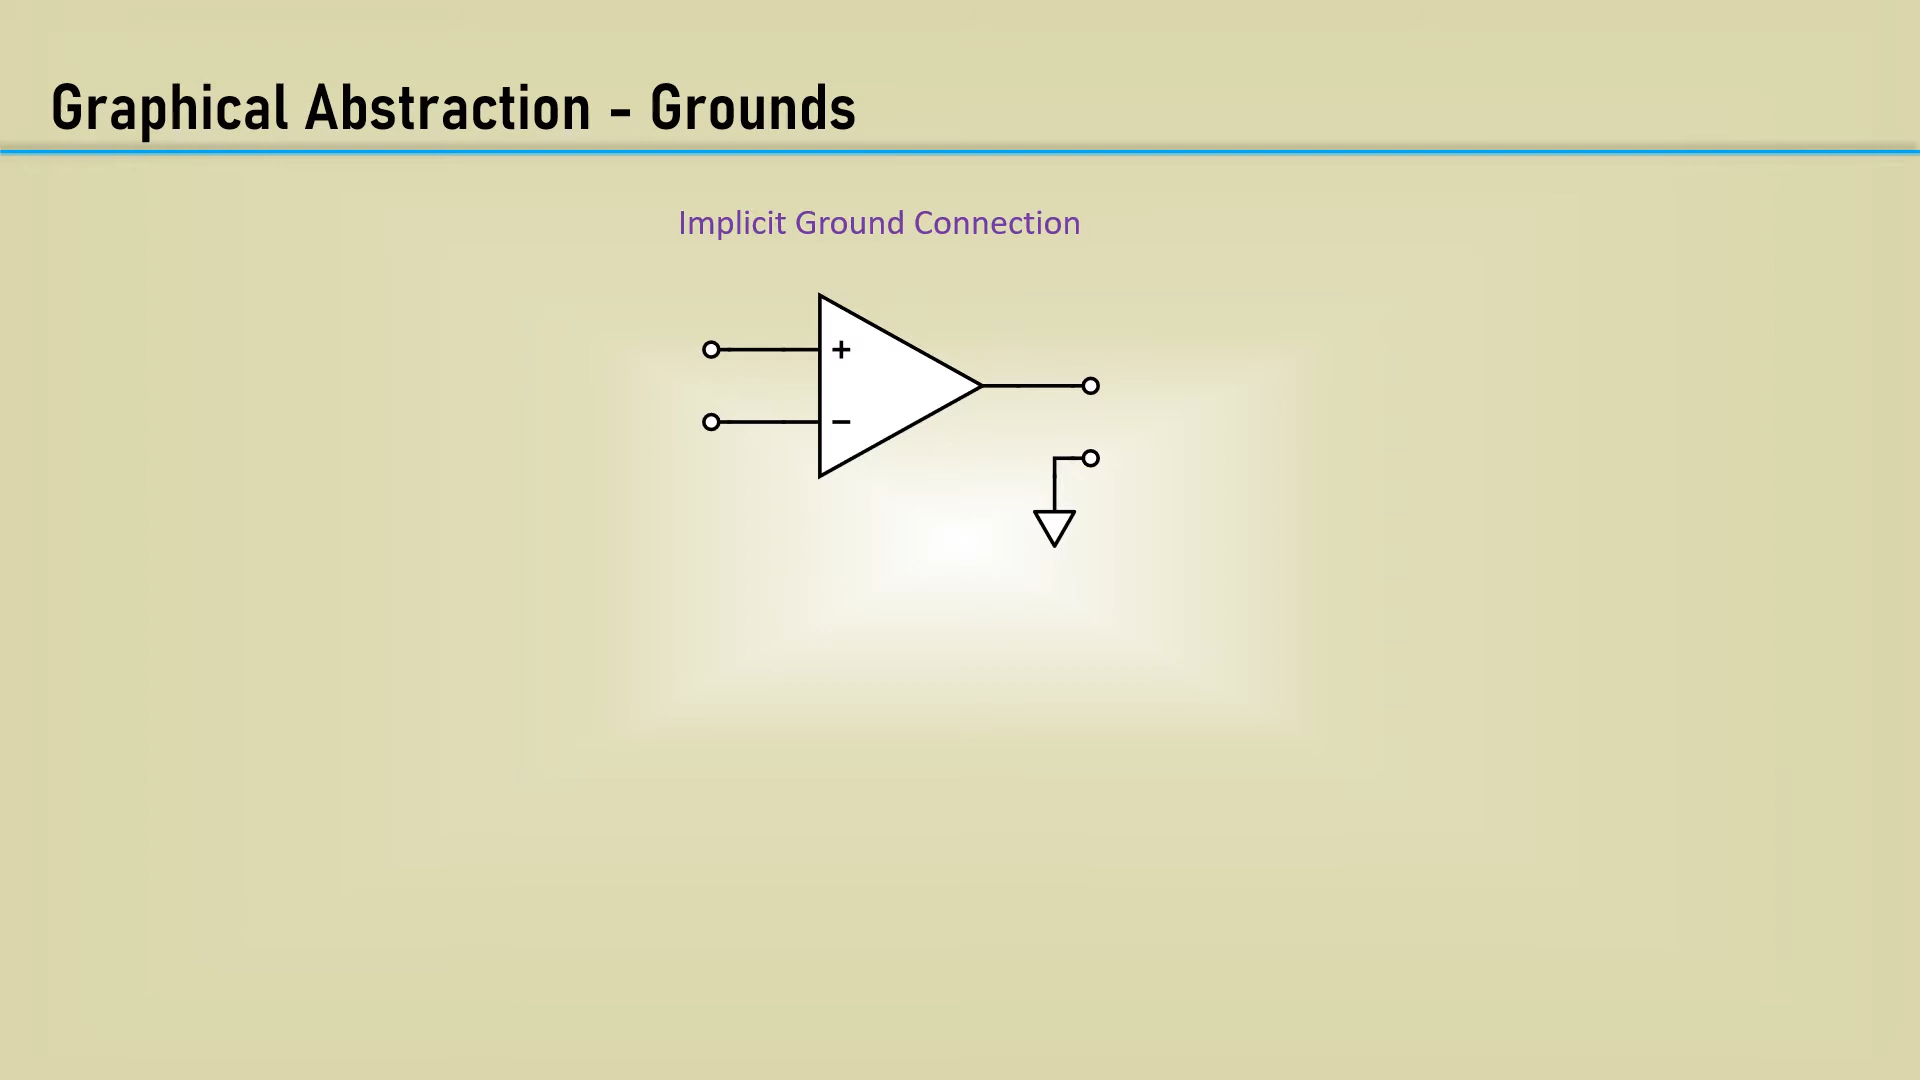 Graphical Abstraction - Grounds
Implicit Ground Connection
+
−